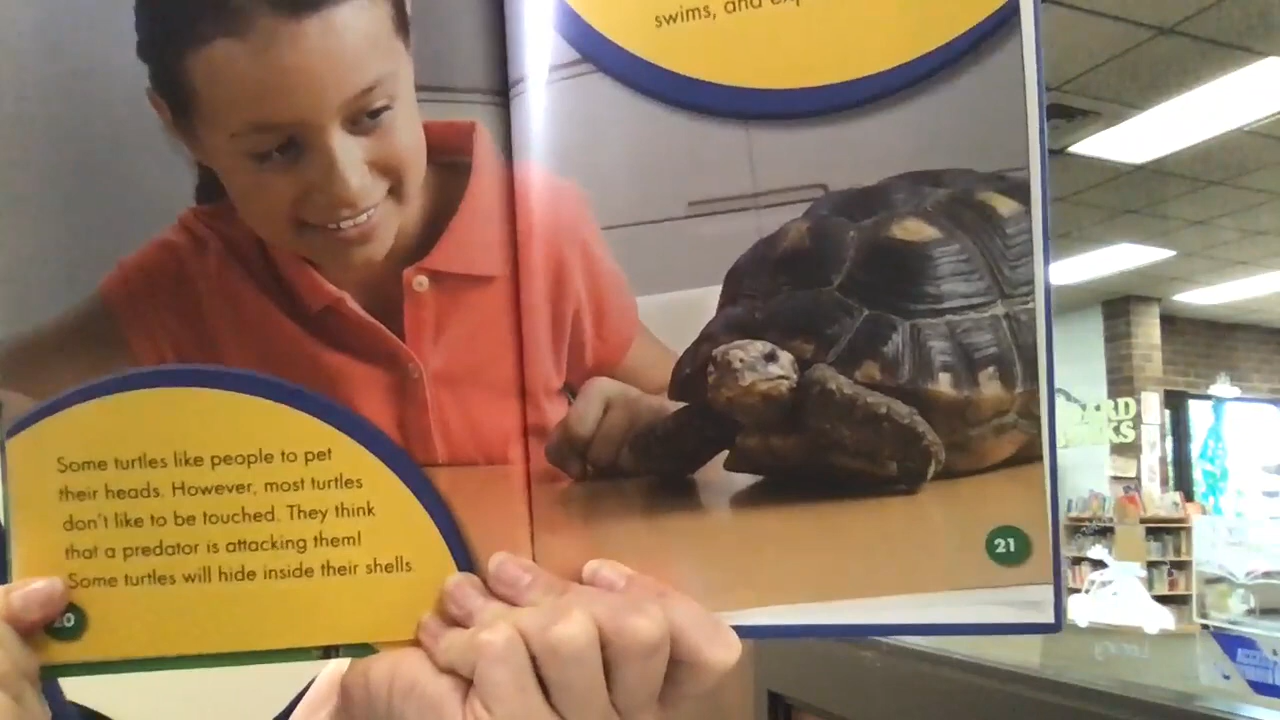 swims, and
Some turtles like people to pet
their heads. However, most turtles
don't like to be touched. They think
that a predator is attacking them!
Some turtles will hide inside their shells.
20
21